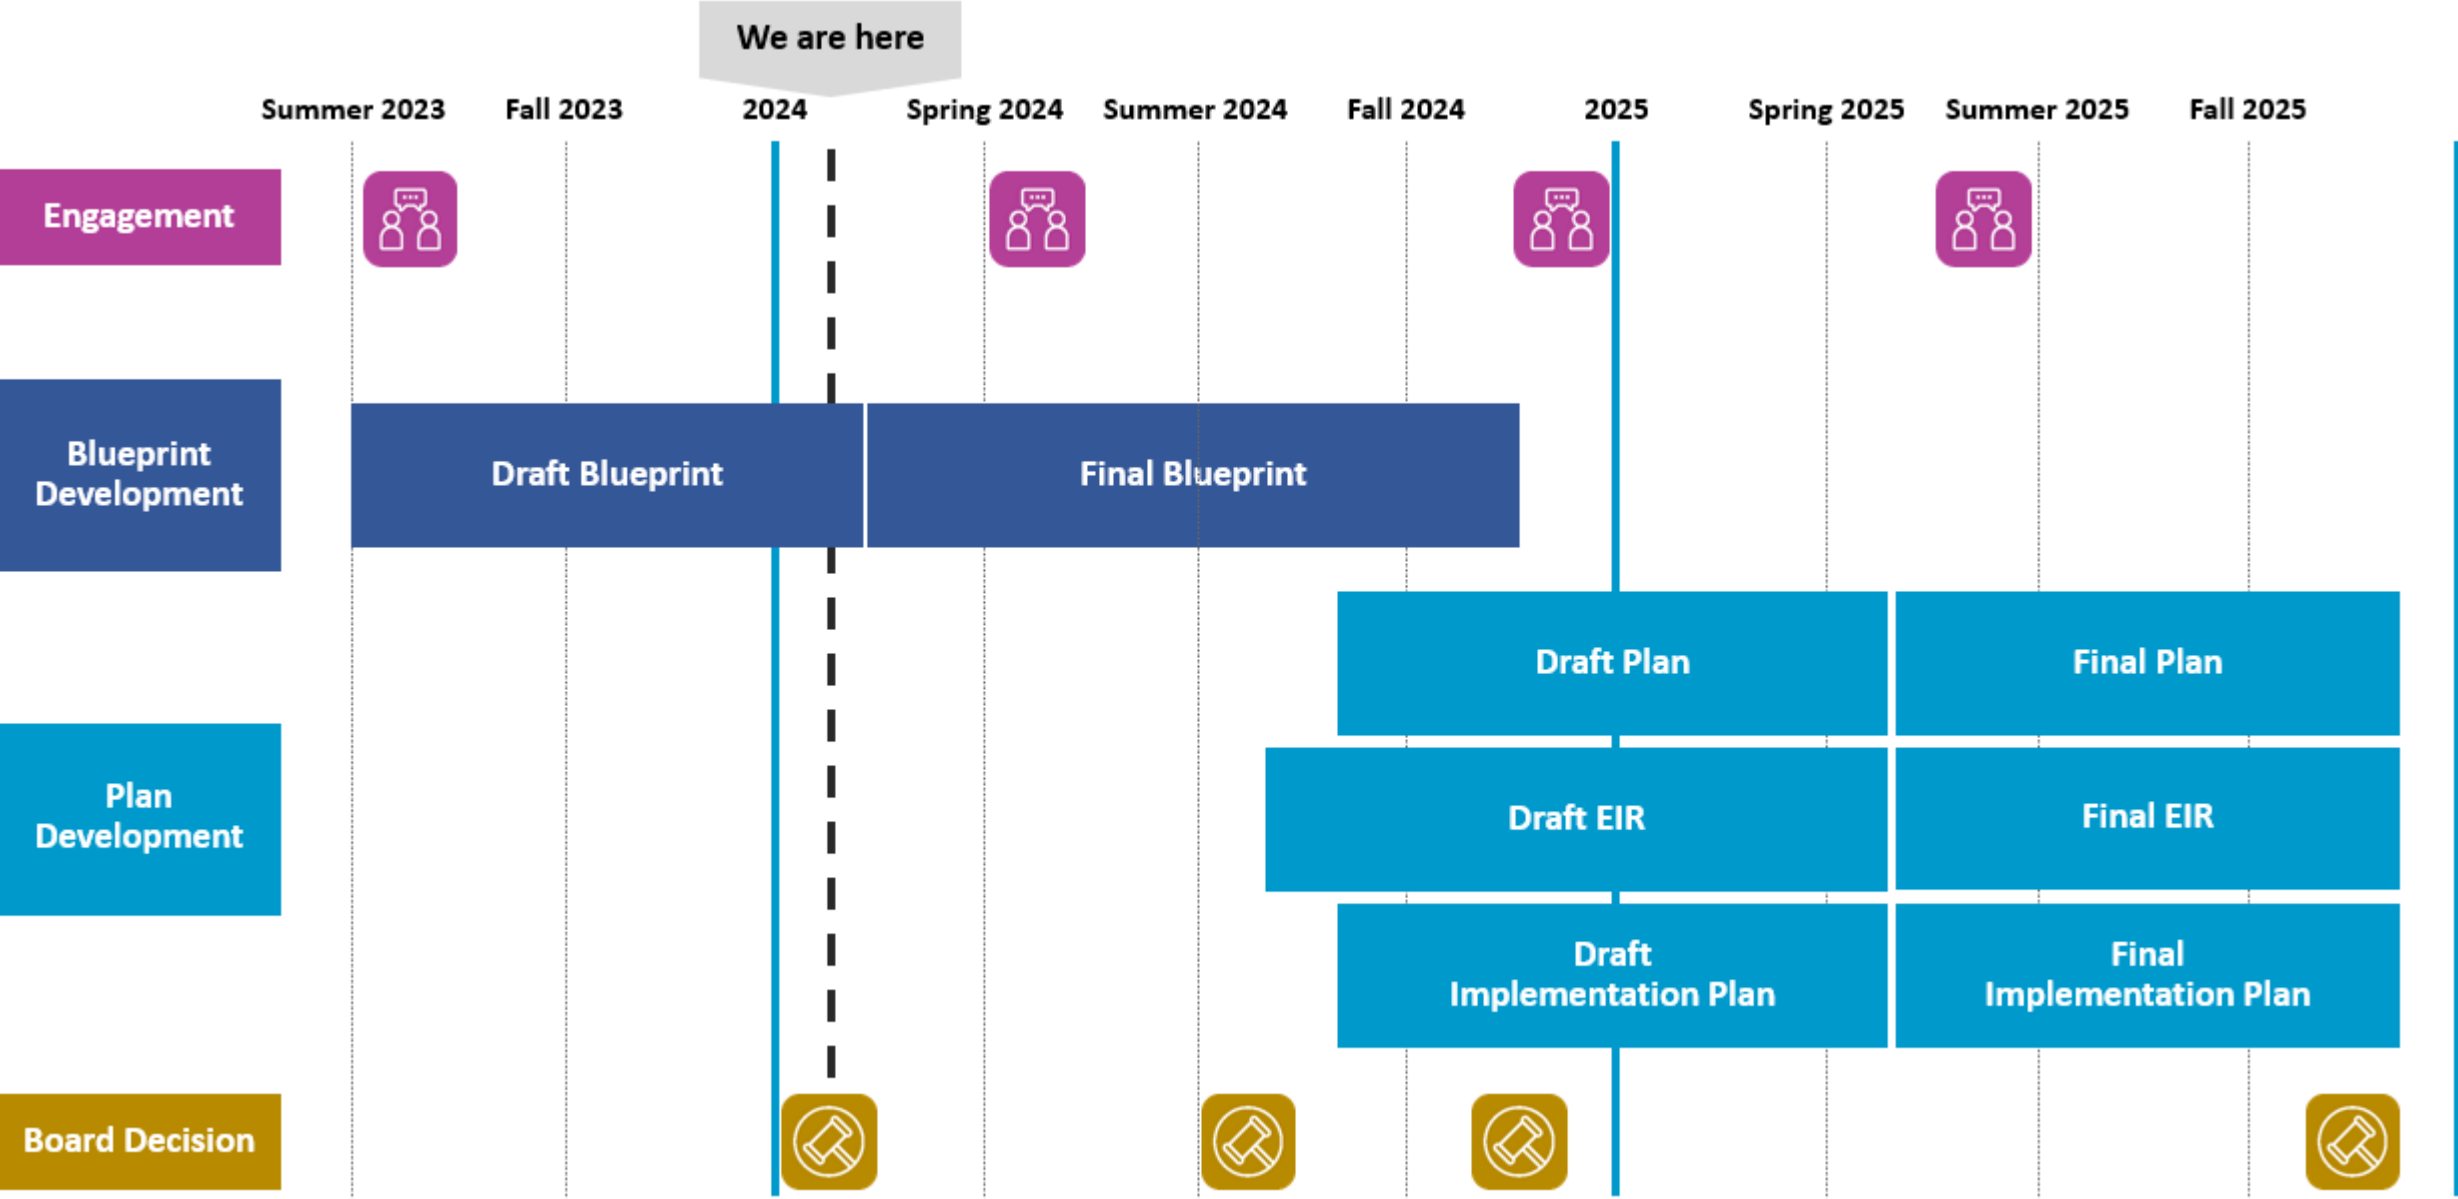 We are here
Summer 2023
Fall 2023
2024
Spring 2024
Summer 2024
Fall 2024
2025
Spring 2025
Summer 2025
Fall 2025
Engagement
Blueprint
Development
Draft Blueprint
Final Blueprint
Draft Plan
Final Plan
Plan
Development
Draft EIR
Final EIR
Draft
Implementation Plan
Final
Implementation Plan
Board Decision